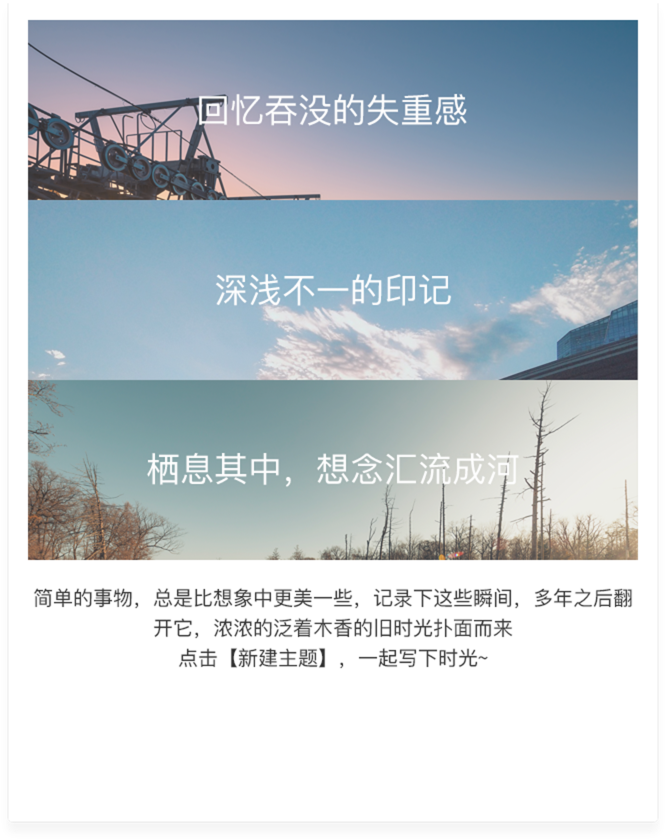 回忆吞没的失重感
深浅不一的印记
栖息其中，想念汇流成河
简单的事物，总是比想象中更美一些，记录下这些瞬间，多年之后翻
开它，浓浓的泛着木香的旧时光扑面而来
点击【新建主题】，一起写下时光~